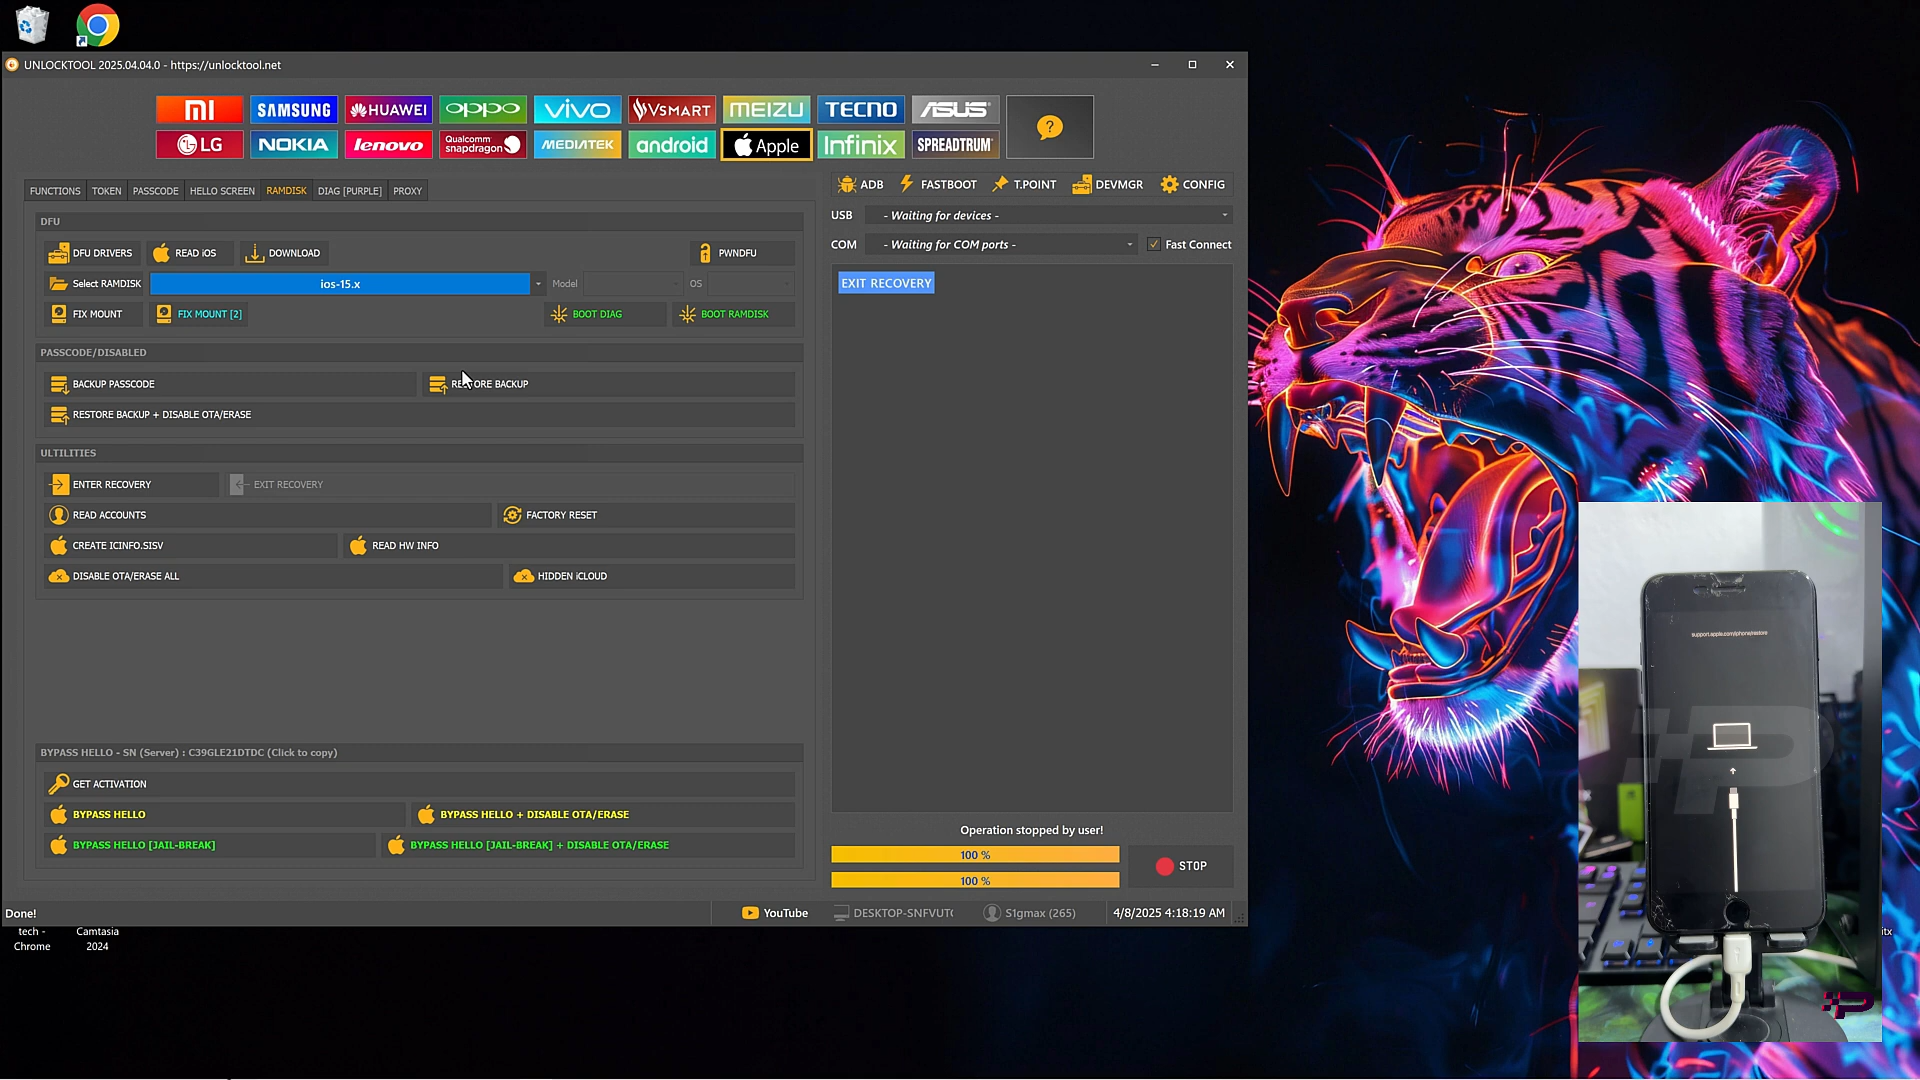 UNLOCKTOOL 2025.04.04.0 - https://unlocktool.net
MI SAMSUNG HUAWEI oppo vivo VSMART MEIZU TECNO ASUS
LG NOKIA lenovo Qualcomm snapdragon MEDIATEK android Apple Infinix SPREADTRUM
?
FUNCTIONS TOKEN PASSCODE HELLO SCREEN RAMDISK DIAG [PURPLE] PROXY
DFU
DFU DRIVERS READ iOS DOWNLOAD PWNDFU
Select RAMDISK ios-15.x Model OS
FIX MOUNT FIX MOUNT [2] BOOT DIAG BOOT RAMDISK
PASSCODE/DISABLED
BACKUP PASSCODE BACKUP
RESTORE BACKUP + DISABLE OTA/ERASE
ULTILITIES
ENTER RECOVERY EXIT RECOVERY
READ ACCOUNTS FACTORY RESET
CREATE ICINFO.SISV READ HW INFO
DISABLE OTA/ERASE ALL HIDDEN iCLOUD
BYPASS HELLO - SN (Server) : C39GLE21DTDC (Click to copy)
GET ACTIVATION
BYPASS HELLO BYPASS HELLO + DISABLE OTA/ERASE
BYPASS HELLO [JAIL-BREAK] BYPASS HELLO [JAIL-BREAK] + DISABLE OTA/ERASE
ADB FASTBOOT T.POINT DEVMGR CONFIG
USB - Waiting for devices -
COM - Waiting for COM ports - Fast Connect
EXIT RECOVERY
Operation stopped by user!
100 %
100 %
STOP
Done! YouTube DESKTOP-SNFVUT S1gmax (265) 4/8/2025 4:18:19 AM
tech -
Chrome
Camtasia
2024
support.apple.com/iphone/restore
itx